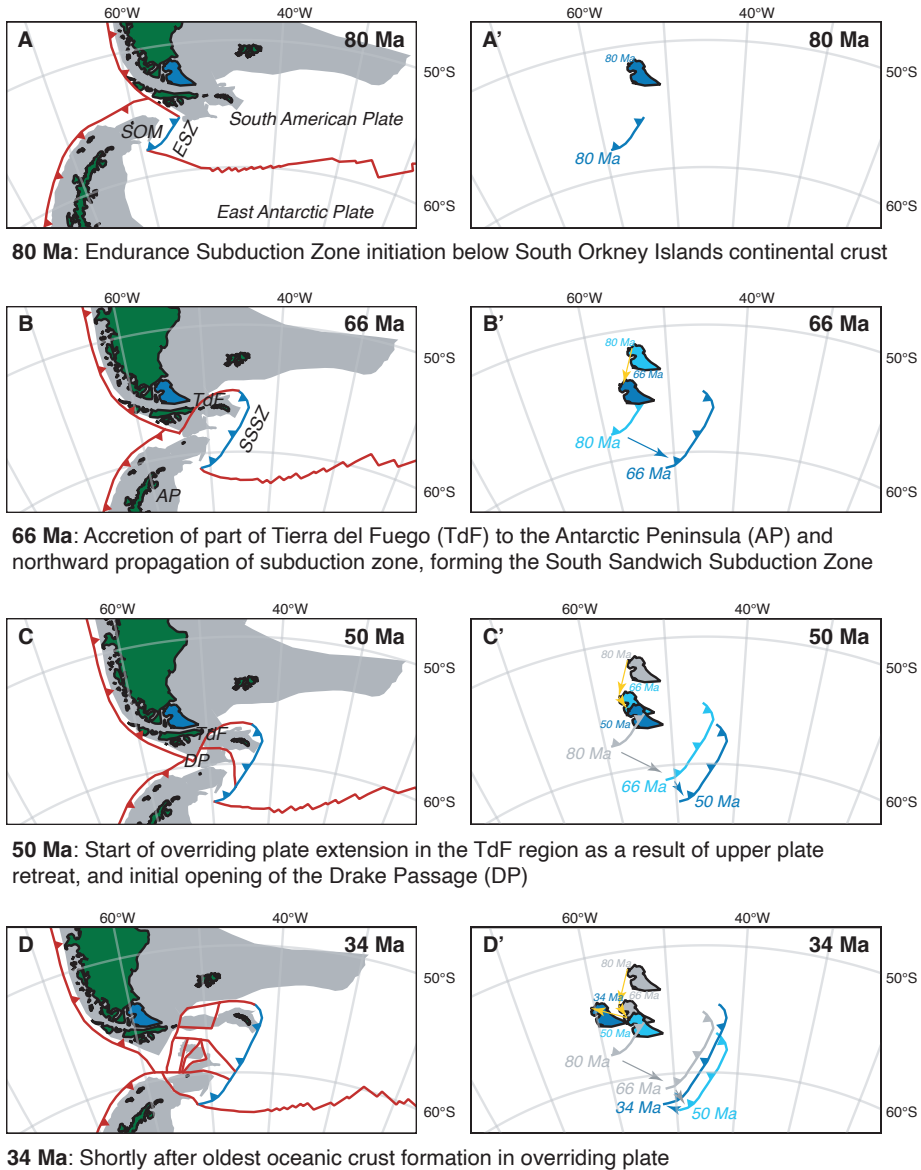 60°W 40°W
A 80 Ma A' 80 Ma
80 Ma
50°S 50°S
SOM ESZ South American Plate
80 Ma
East Antarctic Plate
60°S 60°S
80 Ma: Endurance Subduction Zone initiation below South Orkney Islands continental crust
60°W 40°W 60°W 40°W
B 66 Ma B' 66 Ma
80 Ma
50°S 50°S
66 Ma
TdF
SSSZ
80 Ma
66 Ma
AP
60°S 60°S
66 Ma: Accretion of part of Tierra del Fuego (TdF) to the Antarctic Peninsula (AP) and
northward propagation of subduction zone, forming the South Sandwich Subduction Zone
60°W 40°W 60°W 40°W
C 50 Ma C' 50 Ma
80 Ma
50°S 50°S
66 Ma
50 Ma
TdF
DP
80 Ma
66 Ma
50 Ma
60°S 60°S
50 Ma: Start of overriding plate extension in the TdF region as a result of upper plate
retreat, and initial opening of the Drake Passage (DP)
60°W 40°W 60°W 40°W
D 34 Ma D' 34 Ma
80 Ma
50°S 50°S
34 Ma 66 Ma
50 Ma
80 Ma
66 Ma
34 Ma 50 Ma
60°S 60°S
34 Ma: Shortly after oldest oceanic crust formation in overriding plate